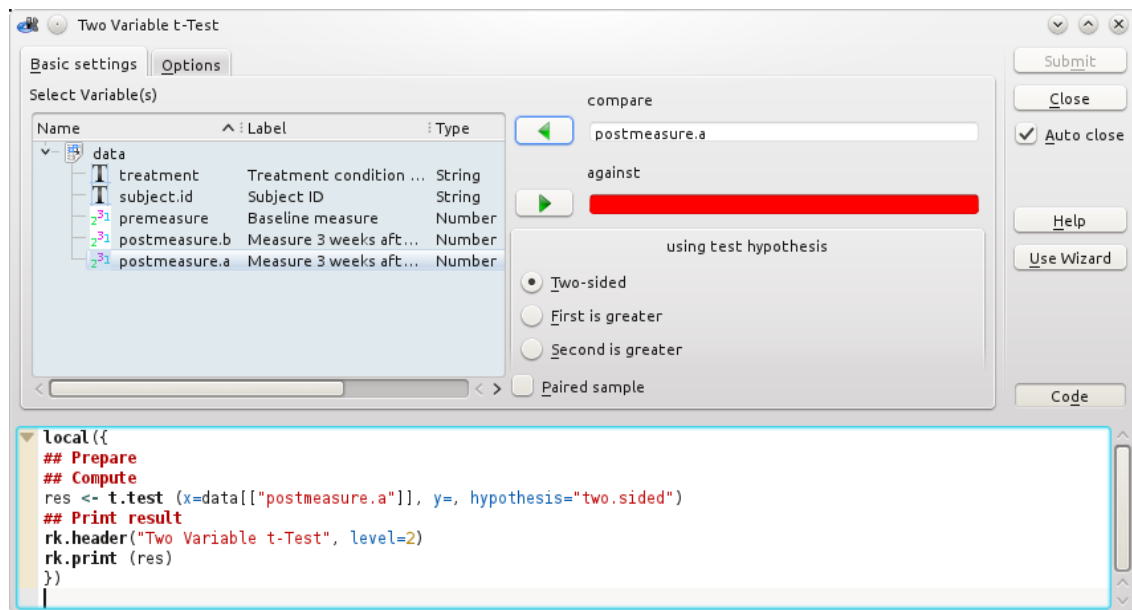 Two Variable t-Test
Basic settings
Options
Select Variable(s)
Name Label Type
data
treatment Treatment condition ... String
subject.id Subject ID String
premeasure Baseline measure Number
postmeasure.b Measure 3 weeks aft... Number
postmeasure.a Measure 3 weeks aft... Number
compare
postmeasure.a
against
using test hypothesis
Two-sided
First is greater
Second is greater
Paired sample
Submit
Close
Auto close
Help
Use Wizard
Code
local({
## Prepare
## Compute
res <- t.test (x=data[["postmeasure.a"]], y=, hypothesis="two.sided")
## Print result
rk.header("Two Variable t-Test", level=2)
rk.print (res)
})